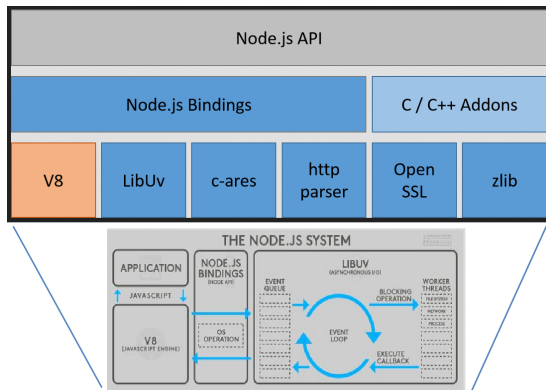 Node.js API
Node.js Bindings
C / C++ Addons
V8
LibUv
c-ares
http
parser
Open
SSL
zlib
THE NODE.JS SYSTEM
APPLICATION
JAVASCRIPT
V8
(JAVASCRIPT ENGINE)
NODE.JS
BINDINGS
(NODE API)
OS
OPERATION
LIBUV
(ASYNCHRONOUS I/O)
EVENT
QUEUE
EVENT
LOOP
BLOCKING
OPERATION
EXECUTE
CALLBACK
WORKER
THREADS
FILE SYSTEM
NETWORK
PROCESS